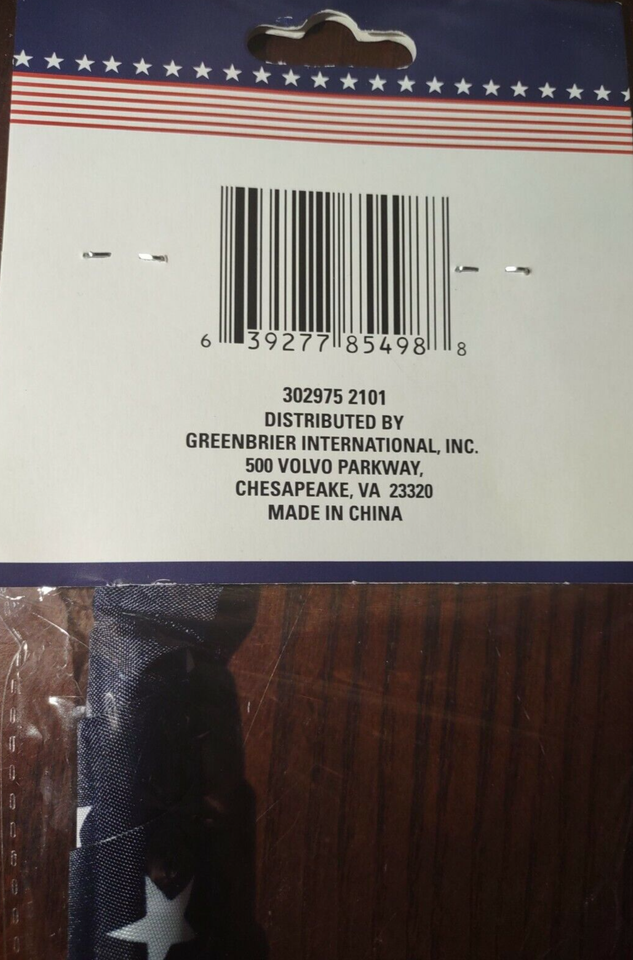 6 39277 85498 8
302975 2101
DISTRIBUTED BY
GREENBRIER INTERNATIONAL, INC.
500 VOLVO PARKWAY,
CHESAPEAKE, VA 23320
MADE IN CHINA